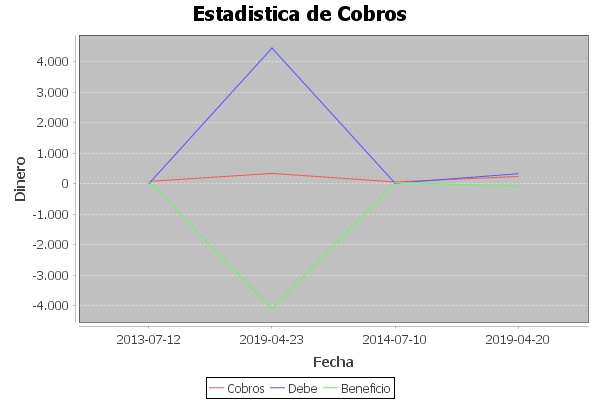 Estadistica de Cobros
Dinero
4.000
3.000
2.000
1.000
0
-1.000
-2.000
-3.000
-4.000
2013-07-12 2019-04-23 2014-07-10 2019-04-20
Fecha
Cobros Debe Beneficio